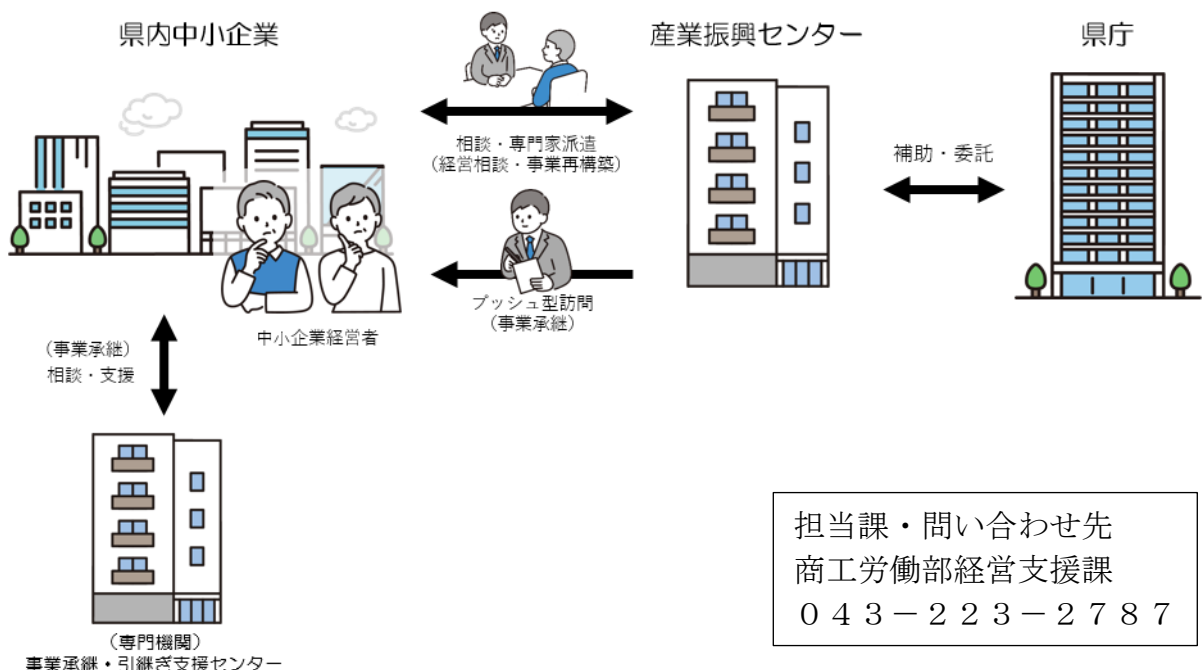 県内中小企業
産業振興センター
県庁
相談・専門家派遣
(経営相談・事業再構築)
補助・委託
プッシュ型訪問
(事業承継)
中小企業経営者
(事業承継)
相談・支援
(専門機関)
事業承継・引継ぎ支援センター
担当課・問い合わせ先
商工労働部経営支援課
043-223-2787